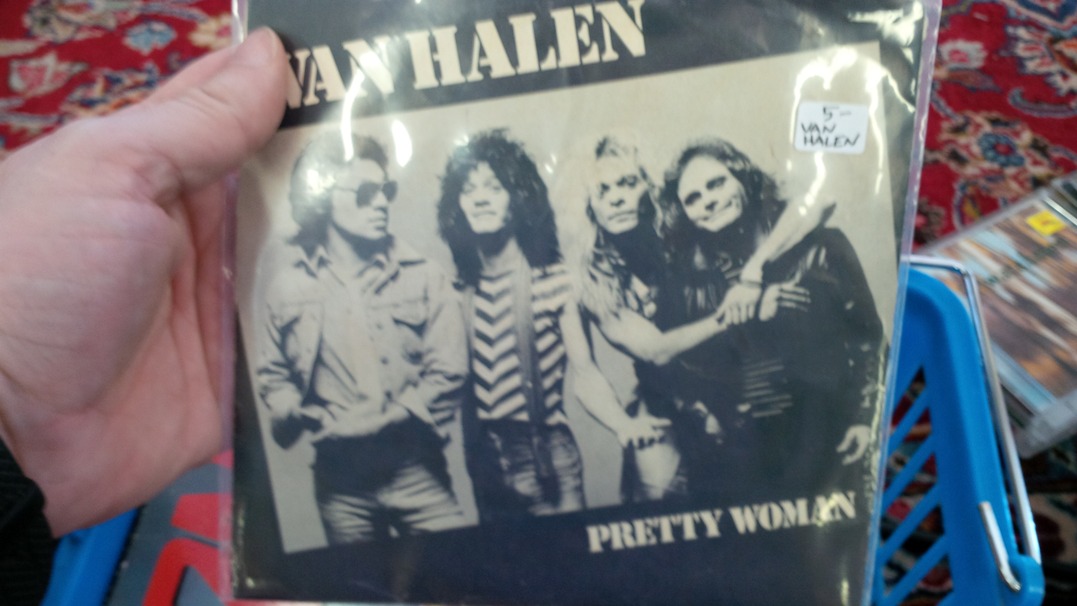 VAN HALEN
5-
VAN
HALEN
PRETTY WOMAN